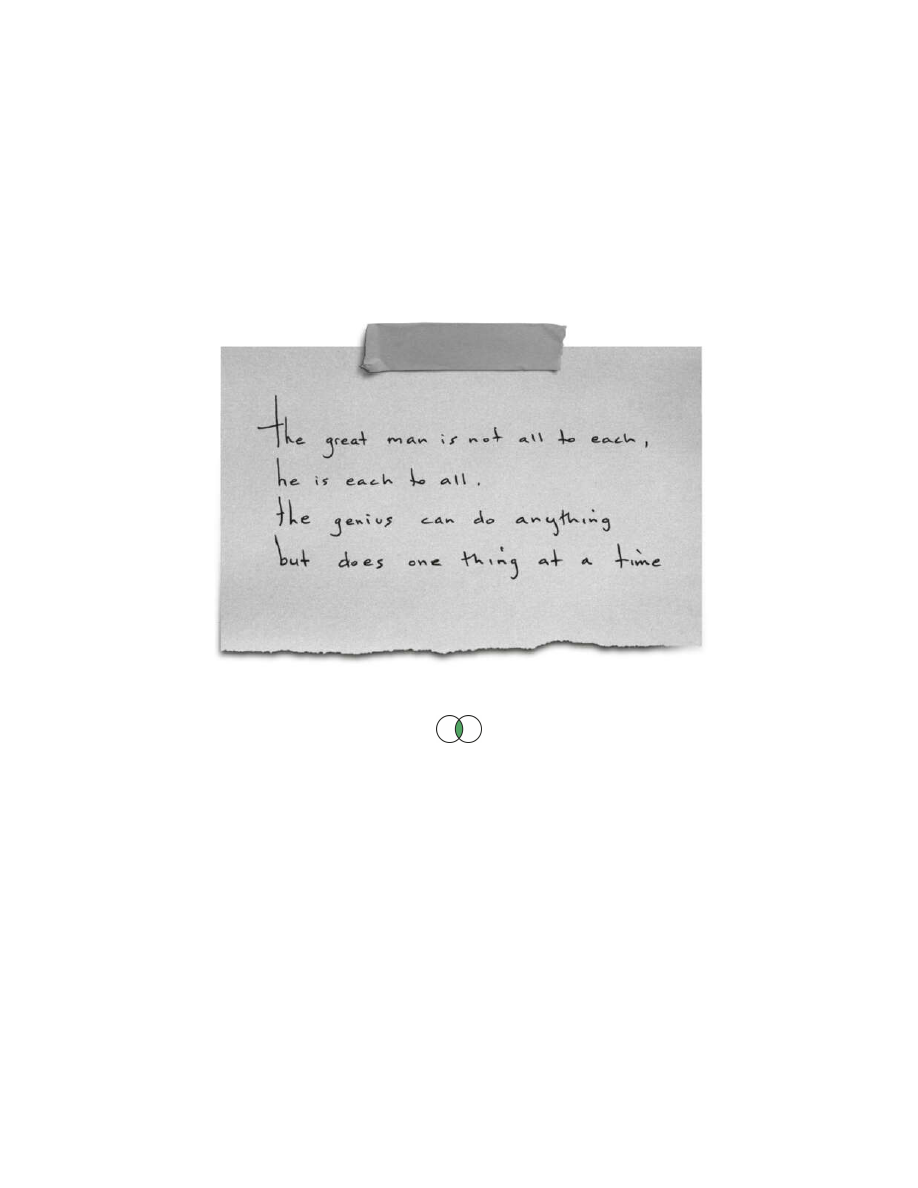 the great man is not all to each,
he is each to all.
the genius can do anything
but does one thing at a time